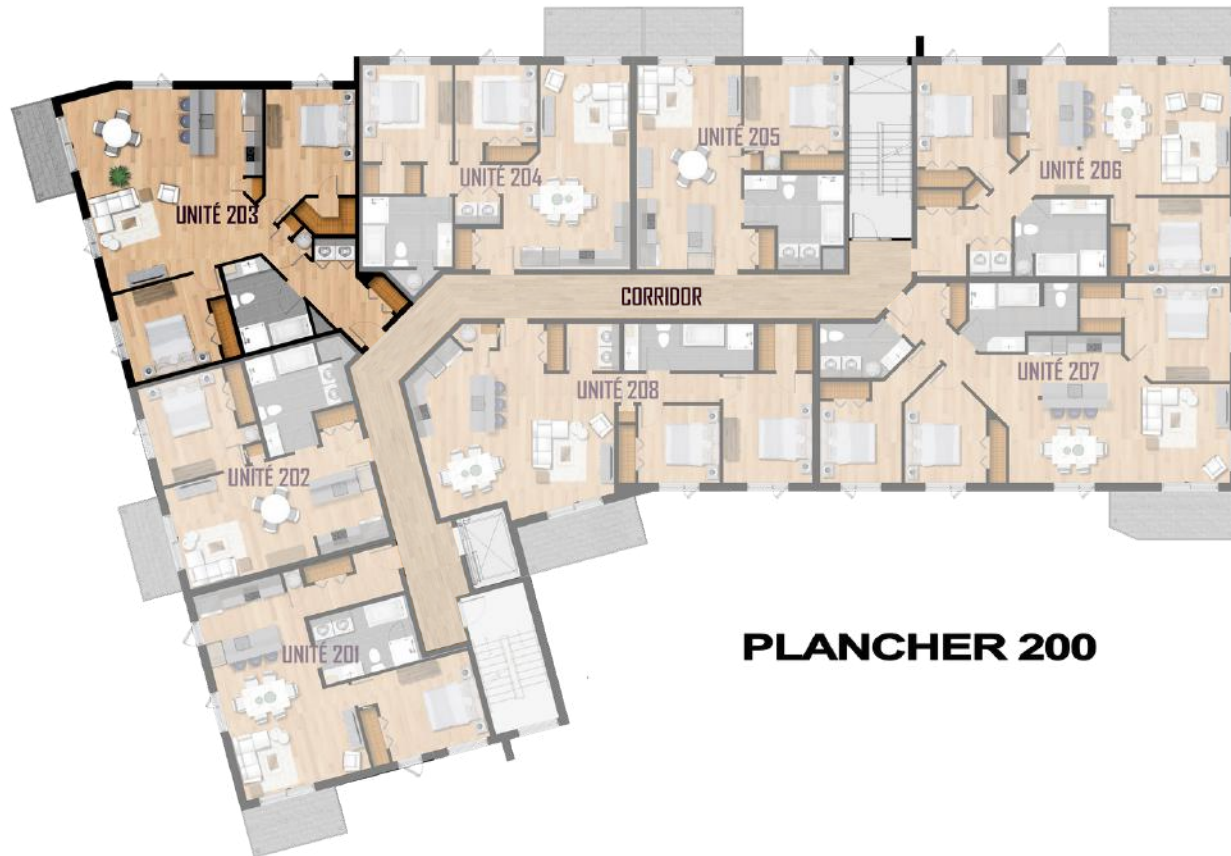 UNITÉ 203
UNITÉ 204
UNITÉ 205
UNITÉ 206
CORRIDOR
UNITÉ 202
UNITÉ 208
UNITÉ 207
UNITÉ 201
PLANCHER 200